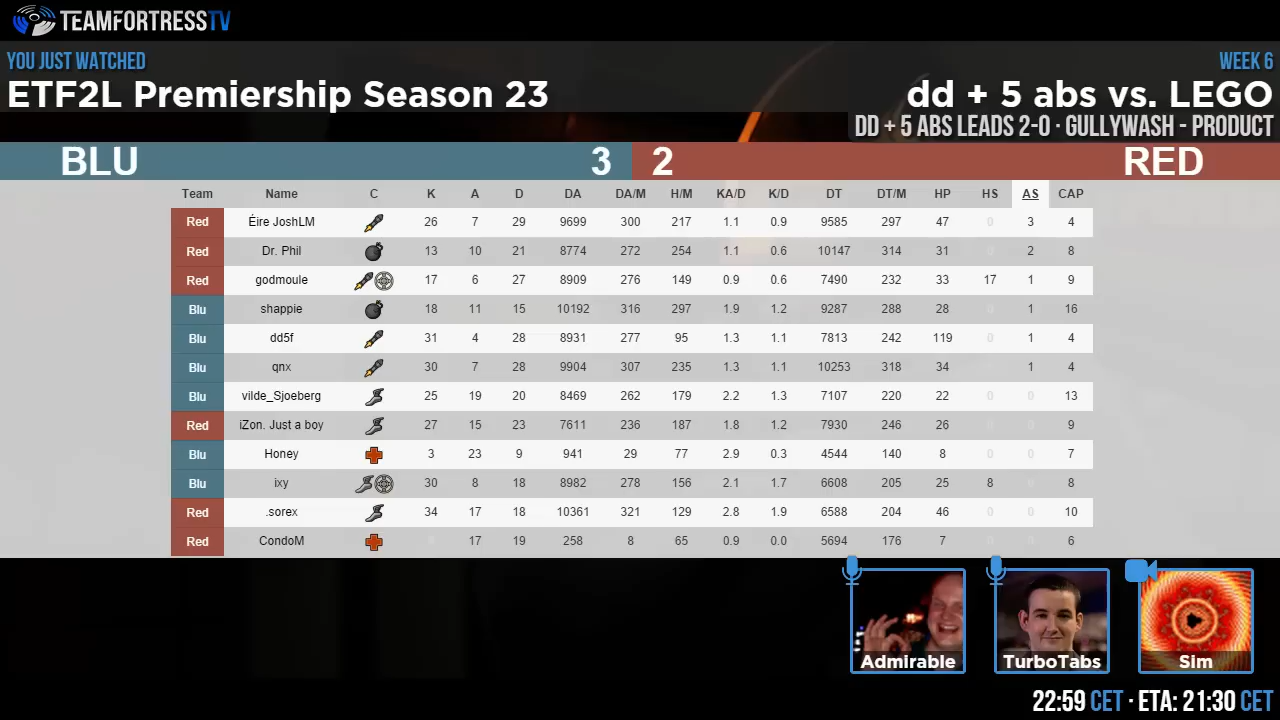 TEAMFORTRESSTV
YOU JUST WATCHED
WEEK 6
ETF2L Premiership Season 23
dd + 5 abs vs. LEGO
DD + 5 ABS LEADS 2-0 · GULLYWASH - PRODUCT
BLU 3 2 RED
Team Name C K A D DA DA/M H/M KA/D K/D DT DT/M HP HS AS CAP
Red Éire JoshLM 26 7 29 9699 300 217 1.1 0.9 9585 297 47 0 3 4
Red Dr. Phil 13 10 21 8774 272 254 1.1 0.6 10147 314 31 0 2 8
Red godmoule 17 6 27 8909 276 149 0.9 0.6 7490 232 33 17 1 9
Blu shappie 18 11 15 10192 316 297 1.9 1.2 9287 288 28 0 1 16
Blu dd5f 31 4 28 8931 277 95 1.3 1.1 7813 242 119 0 1 4
Blu qnx 30 7 28 9904 307 235 1.3 1.1 10253 318 34 1 4
Blu vilde_Sjoeberg 25 19 20 8469 262 179 2.2 1.3 7107 220 22 0 0 13
Red iZon. Just a boy 27 15 23 7611 236 187 1.8 1.2 7930 246 26 0 0 9
Blu Honey 3 23 9 941 29 77 2.9 0.3 4544 140 8 0 0 7
Blu ixy 30 8 18 8982 278 156 2.1 1.7 6608 205 25 8 0 8
Red .sorex 34 17 18 10361 321 129 2.8 1.9 6588 204 46 0 0 10
Red CondoM 0 17 19 258 8 65 0.9 0.0 5694 176 7 0 0 6
Admirable
TurboTabs
Sim
22:59 CET · ETA: 21:30 CET